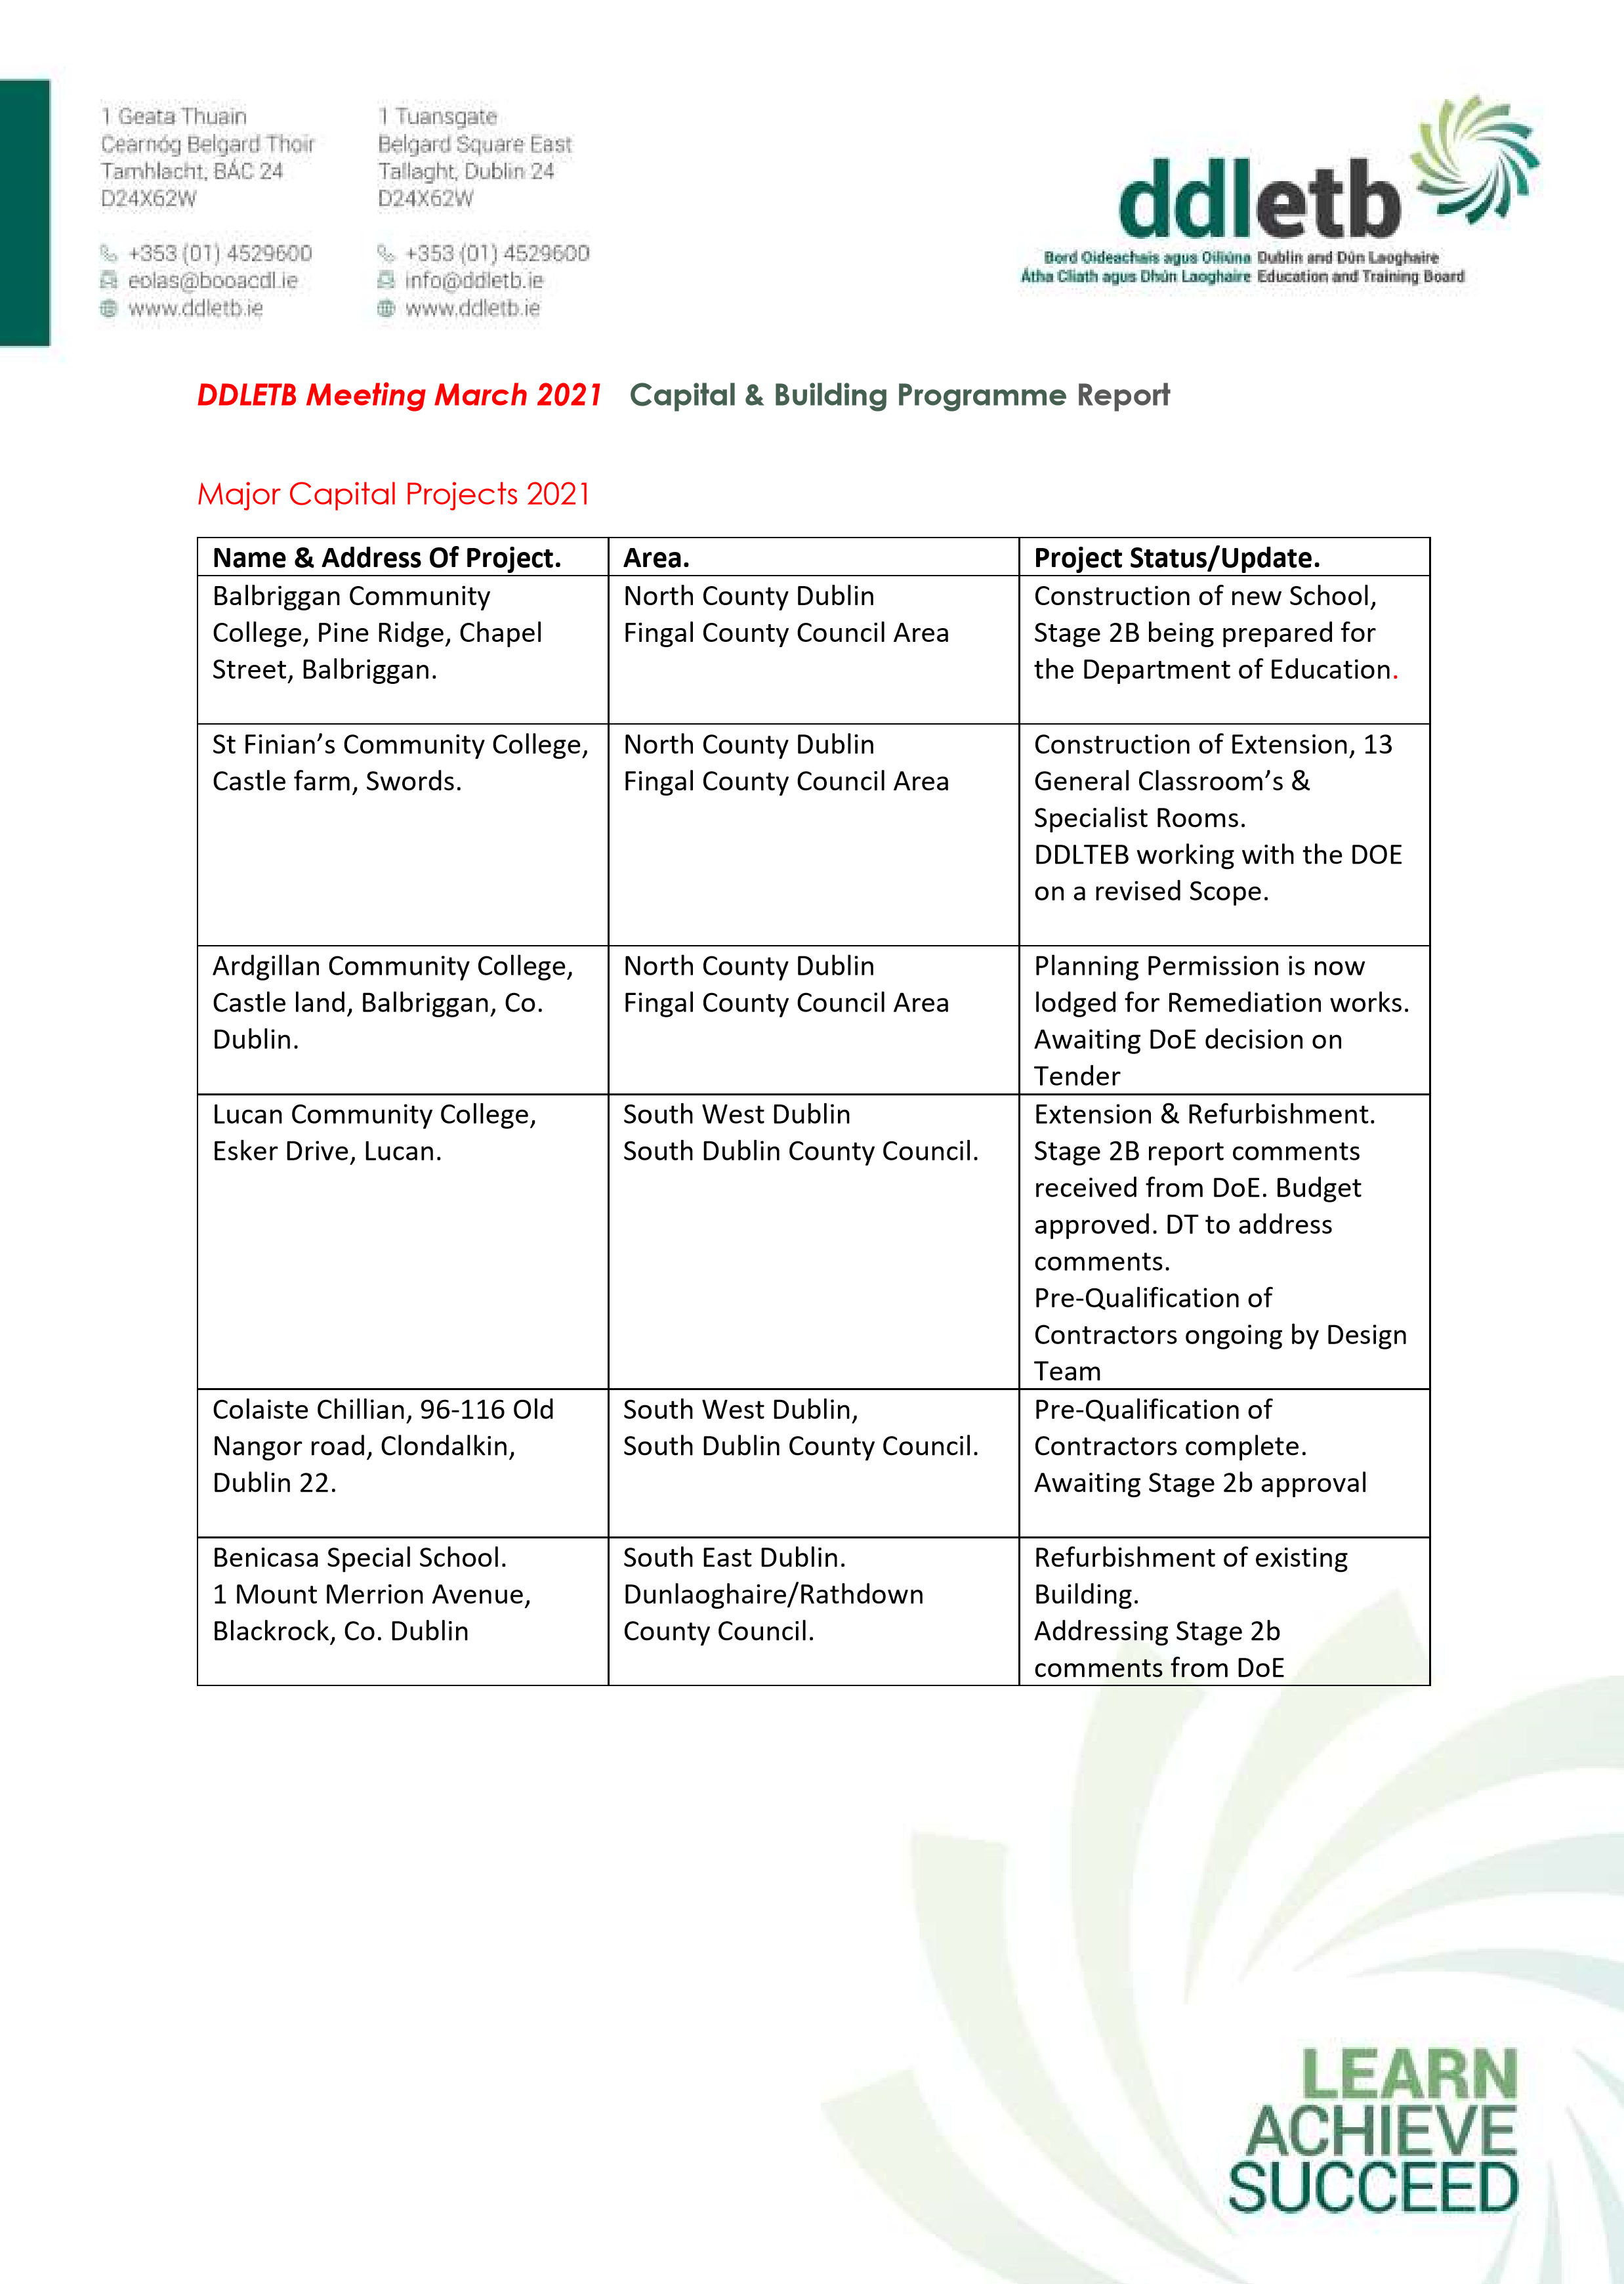 1 Geata Thuain
Cearnóg Belgard Thoir
Tamhlacht, BÁC 24
D24X62W
+353 (01) 4529600
eolas@booacdl.ie
www.ddletb.ie
1 Tuansgate
Belgard Square East
Tallaght, Dublin 24
D24X62W
+353 (01) 4529600
info@ddletb.ie
www.ddletb.ie
ddletb
Bord Oideachais agus Oiliúna Dublin and Dún Laoghaire
Átha Cliath agus Dhún Laoghaire Education and Training Board
DDLETB Meeting March 2021 Capital & Building Programme Report
Major Capital Projects 2021
Name & Address Of Project.
Area.
Project Status/Update.
Balbriggan Community
College, Pine Ridge, Chapel
Street, Balbriggan.
North County Dublin
Fingal County Council Area
Construction of new School,
Stage 2B being prepared for
the Department of Education.
St Finian’s Community College,
Castle farm, Swords.
North County Dublin
Fingal County Council Area
Construction of Extension, 13
General Classroom’s &
Specialist Rooms.
DDLTEB working with the DOE
on a revised Scope.
Ardgillan Community College,
Castle land, Balbriggan, Co.
Dublin.
North County Dublin
Fingal County Council Area
Planning Permission is now
lodged for Remediation works.
Awaiting DoE decision on
Tender
Lucan Community College,
Esker Drive, Lucan.
South West Dublin
South Dublin County Council.
Extension & Refurbishment.
Stage 2B report comments
received from DoE. Budget
approved. DT to address
comments.
Pre-Qualification of
Contractors ongoing by Design
Team
Colaiste Chillian, 96-116 Old
Nangor road, Clondalkin,
Dublin 22.
South West Dublin,
South Dublin County Council.
Pre-Qualification of
Contractors complete.
Awaiting Stage 2b approval
Benicasa Special School.
1 Mount Merrion Avenue,
Blackrock, Co. Dublin
South East Dublin.
Dunlaoghaire/Rathdown
County Council.
Refurbishment of existing
Building.
Addressing Stage 2b
comments from DoE
LEARN
ACHIEVE
SUCCEED